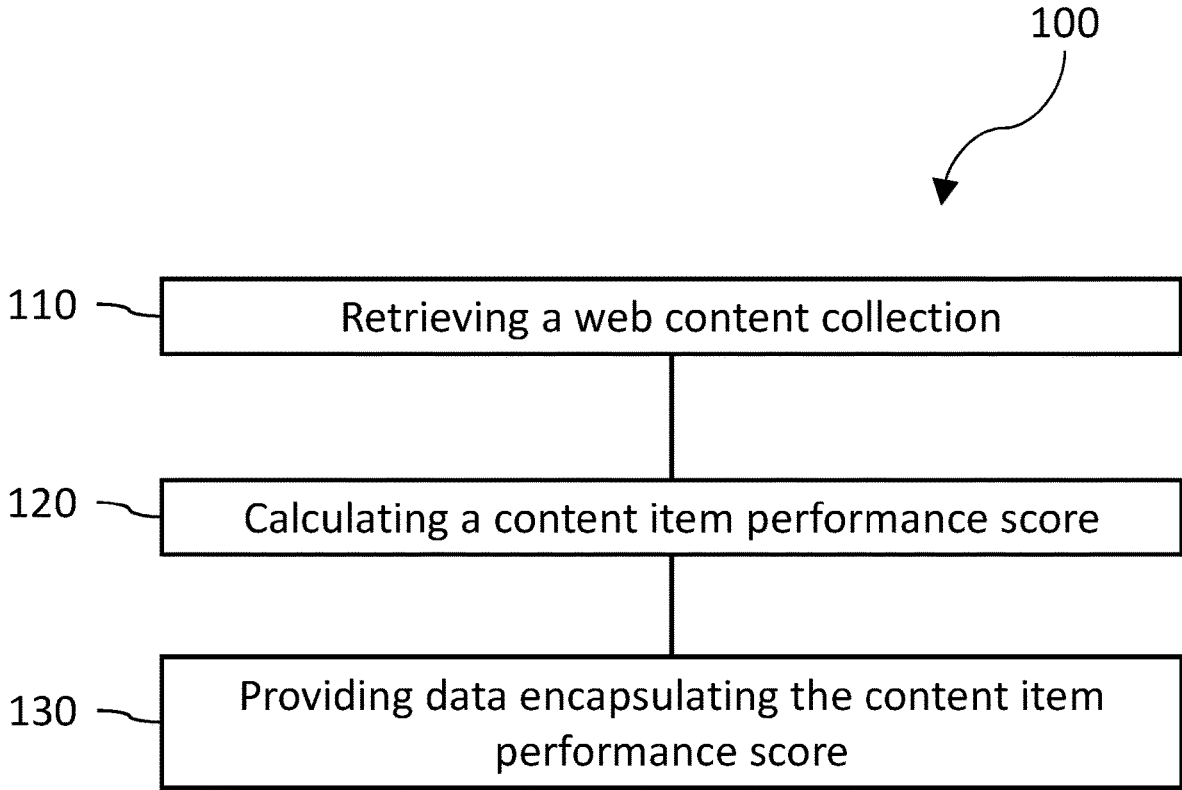 100
110
Retrieving a web content collection
120
Calculating a content item performance score
130
Providing data encapsulating the content item
performance score